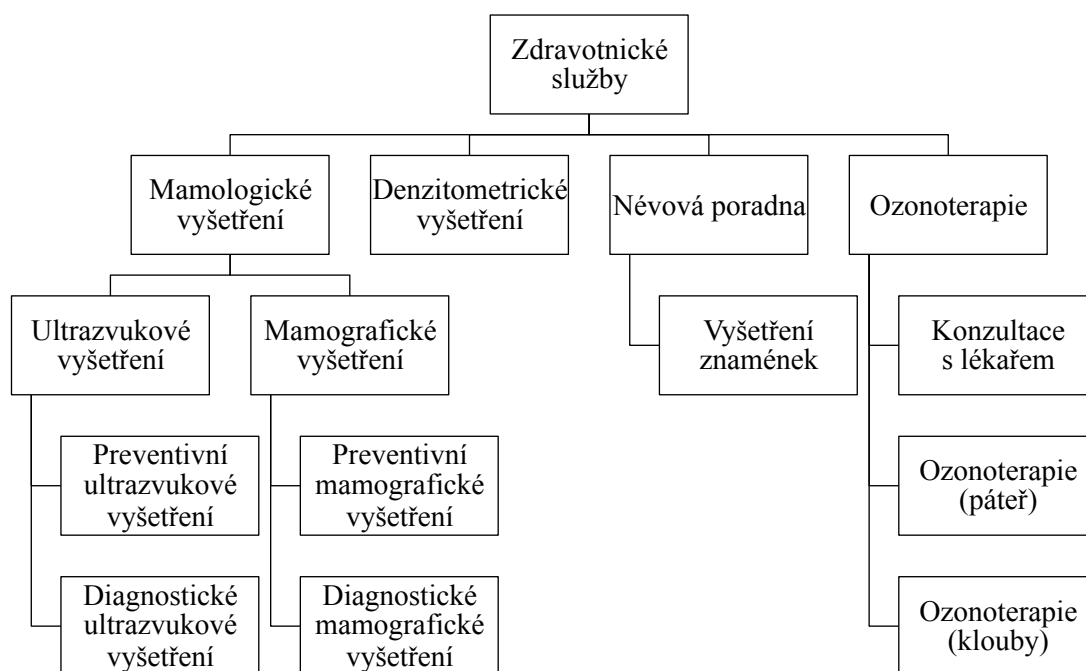 Zdravotnické
služby
Mamologické
vyšetření
Denzitometrické
vyšetření
Névová poradna
Ozonoterapie
Ultrazvukové
vyšetření
Mamografické
vyšetření
Vyšetření
znamének
Konzultace
s lékařem
Preventivní
ultrazvukové
vyšetření
Preventivní
mamografické
vyšetření
Ozonoterapie
(páteř)
Diagnostické
ultrazvukové
vyšetření
Diagnostické
mamografické
vyšetření
Ozonoterapie
(klouby)